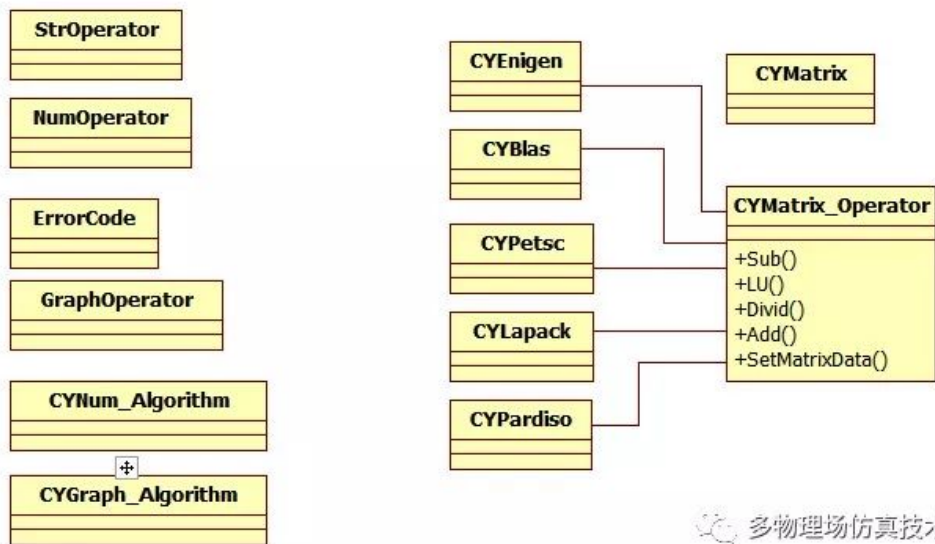 StrOperator
NumOperator
ErrorCode
GraphOperator
CYNum_Algorithm
CYGraph_Algorithm
CYEnigen
CYBlas
CYPetsc
CYLapack
CYPardiso
CYMatrix
CYMatrix_Operator
+Sub()
+LU()
+Divid()
+Add()
+SetMatrixData()
多物理场仿真技术